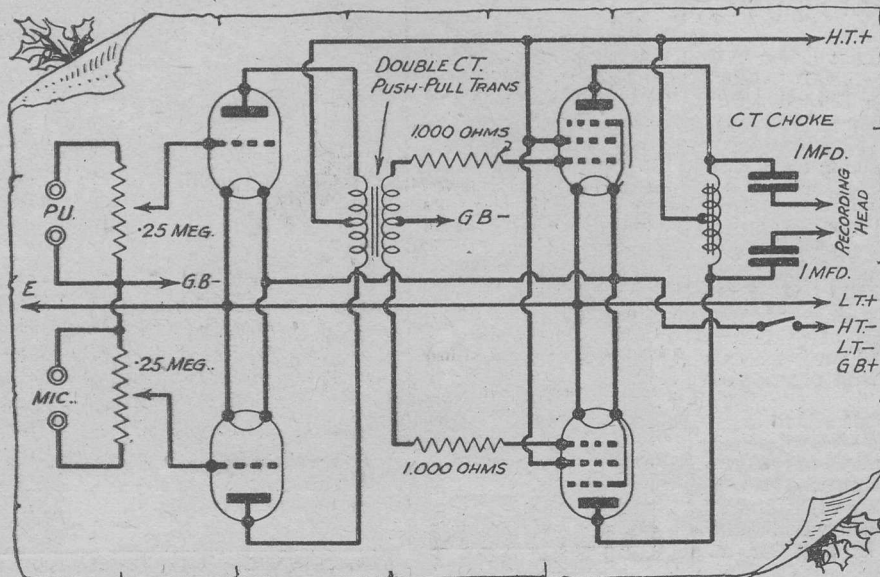 H.T.+
DOUBLE C.T.
PUSH-PULL TRANS
C T CHOKE
1,000 OHMS
1 MFD.
P.U.
·25 MEG.
G B-
RECORDING
HEAD
G.B-
1 MFD.
E
L.T.+
H.T.-
L.T-
G B.+
·25 MEG..
MIC..
1.000 OHMS